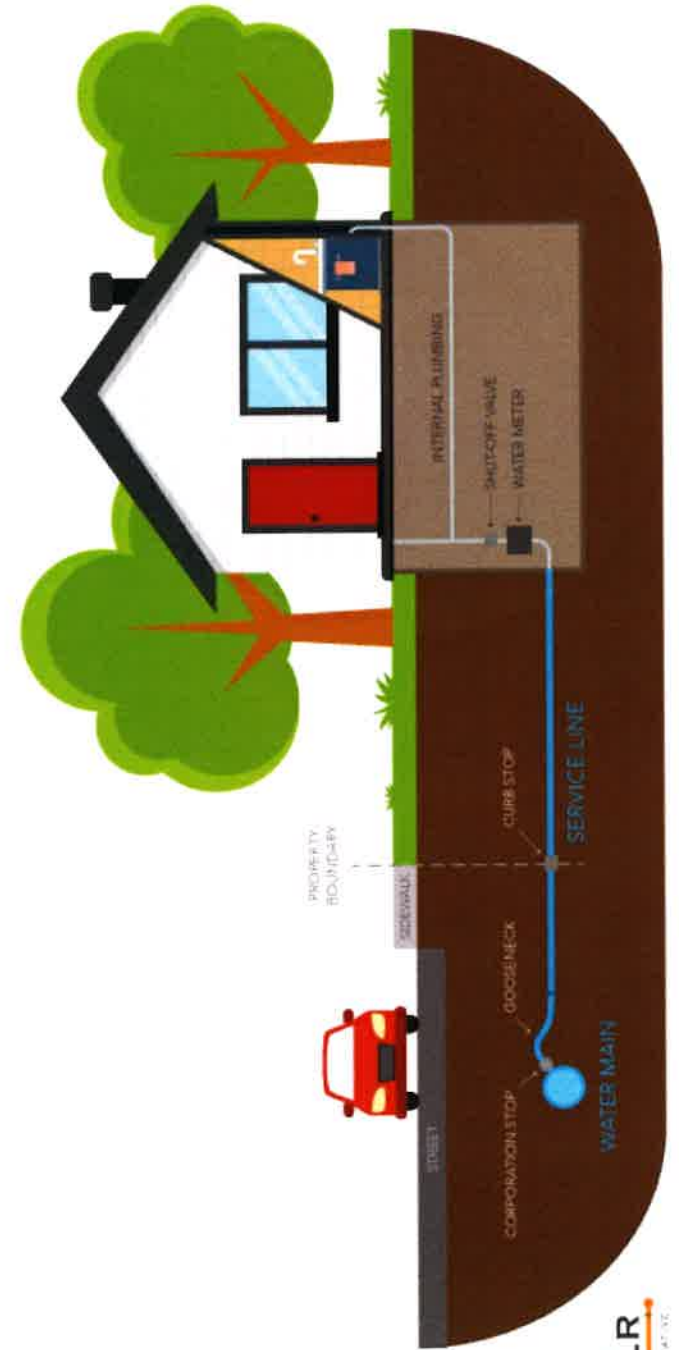 PROPERTY
BOUNDARY
STREET
SIDEWALK
CORPORATION STOP
GOOSENECK
CURB STOP
WATER MAIN
SERVICE LINE
INTERNAL PLUMBING
SHUT-OFF VALVE
WATER METER